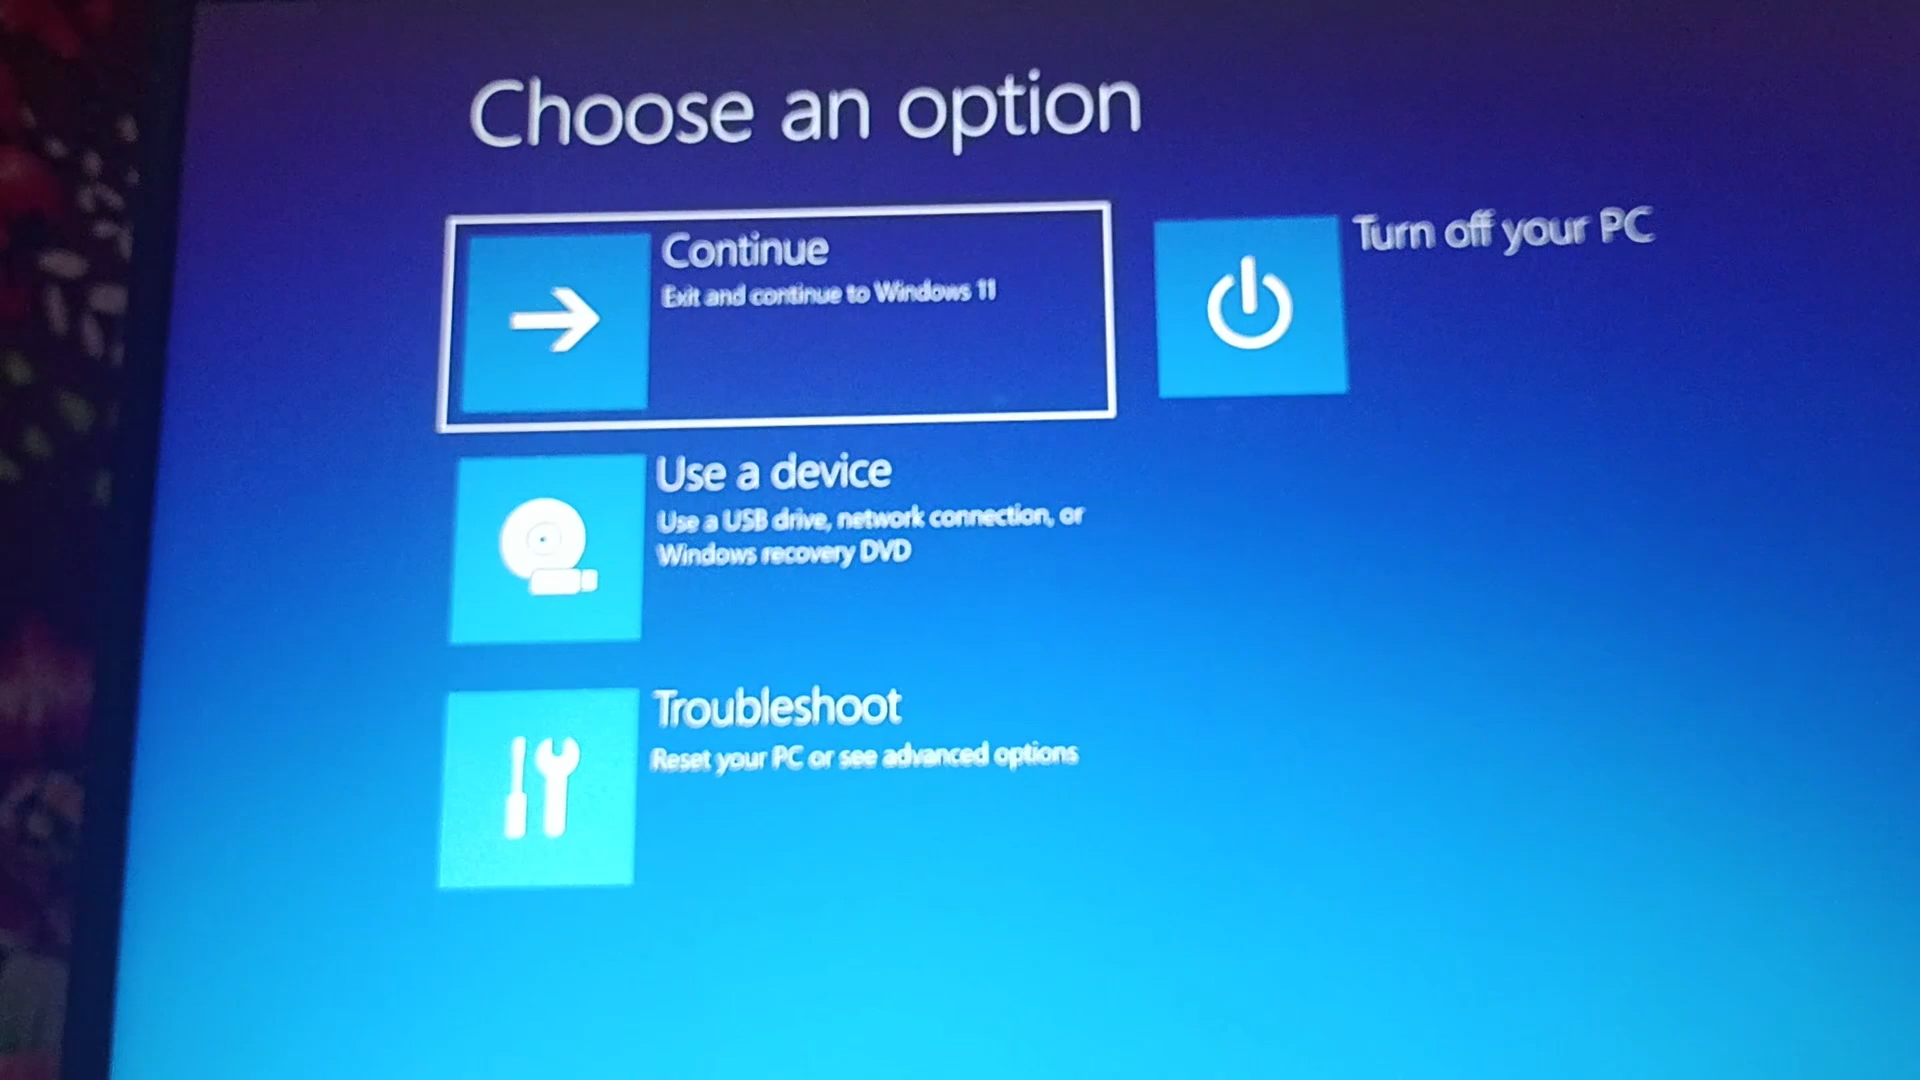 Choose an option
Continue
Exit and continue to Windows 11
Turn off your PC
Use a device
Use a USB drive, network connection, or
Windows recovery DVD
Troubleshoot
Reset your PC or see advanced options